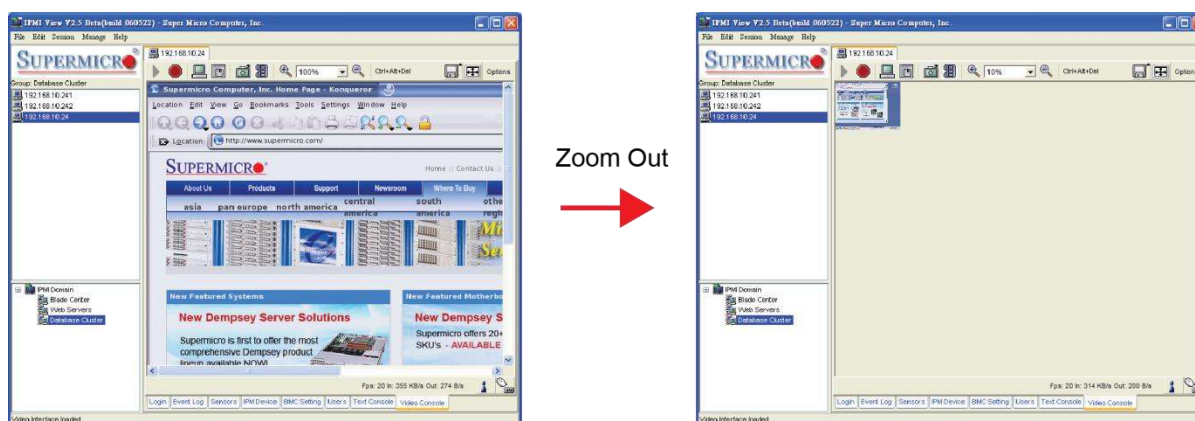 IPMI View V2.5 Beta(build 060522) - Super Micro Computer, Inc.
File Edit Session Manage Help
SUPERMICRO
Group: Database Cluster
192.168.10.241
192.168.10.242
192.168.10.24
IPMI Domain
Blade Center
Web Servers
Database Cluster
192.168.10.24
100%
Ctrl+Alt+Del
Options
Supermicro Computer, Inc. Home Page - Konqueror
Location Edit View Go Bookmarks Tools Settings Window Help
Location: http://www.supermicro.com/
SUPERMICRO
Home :: Contact Us ::
About Us Products Support Newsroom Where To Buy
asia pan europe north america central america south america othe regi
New Featured Systems
New Featured Motherbo
New Dempsey Server Solutions
New Dempsey S
Supermicro is first to offer the most
comprehensive Dempsey product
lineup available NOW!
Supermicro offers 20+
SKU's - AVAILABLE
Fps: 20 In: 355 KB/s Out: 274 B/s
Login Event Log Sensors IPM Device BMC Setting Users Text Console Video Console
Video Interface loaded
Zoom Out
IPMI View V2.5 Beta(build 060522) - Super Micro Computer, Inc.
File Edit Session Manage Help
SUPERMICRO
Group: Database Cluster
192.168.10.241
192.168.10.242
192.168.10.24
IPMI Domain
Blade Center
Web Servers
Database Cluster
192.168.10.24
10%
Ctrl+Alt+Del
Option
Fps: 20 In: 314 KB/s Out: 200 B/s
Login Event Log Sensors IPM Device BMC Setting Users Text Console Video Console
Video Interface loaded